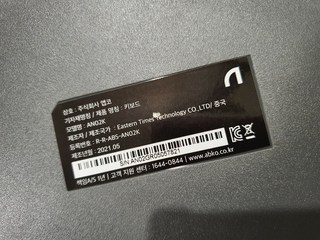 상호 : 주식회사 앱코
기자재명칭 / 제품 명칭 : 키보드
모델명 : AN02K
제조자 / 제조국가 : Eastern Times Technology CO.,LTD/ 중국
등록번호 : R-R-ABS-AN02K
제조년월 : 2021.05
S/N:AN02GR05057821
책임A/S 1년 | 고객 지원 센터 : 1644-0844 | www.abko.co.kr